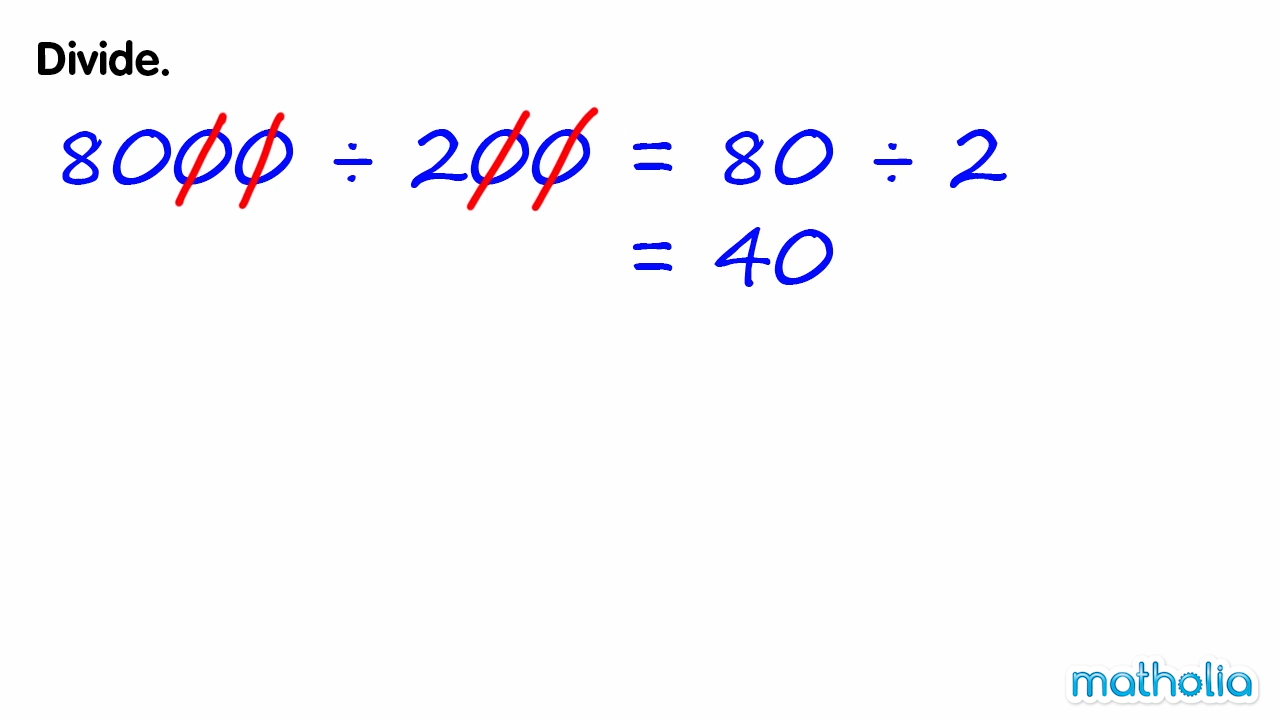 Divide.
8000 ÷ 200 = 80 ÷ 2
= 40
matholia